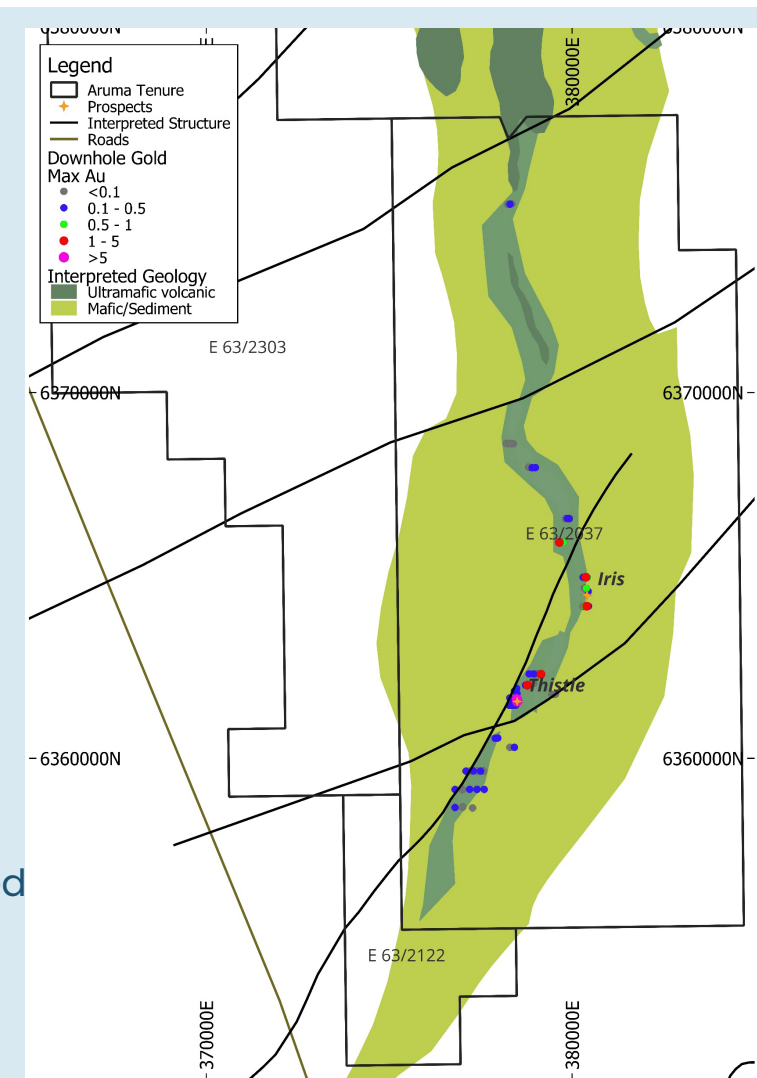 6380000N
380000E
6380000N
Legend
Aruma Tenure
Prospects
Interpreted Structure
Roads
Downhole Gold
Max Au
<0.1
0.1 - 0.5
0.5 - 1
1 - 5
>5
Interpreted Geology
Ultramafic volcanic
Mafic/Sediment
E 63/2303
6370000N
6370000N
E 63/2037
Iris
Thistle
6360000N
6360000N
d
E 63/2122
370000E
380000E